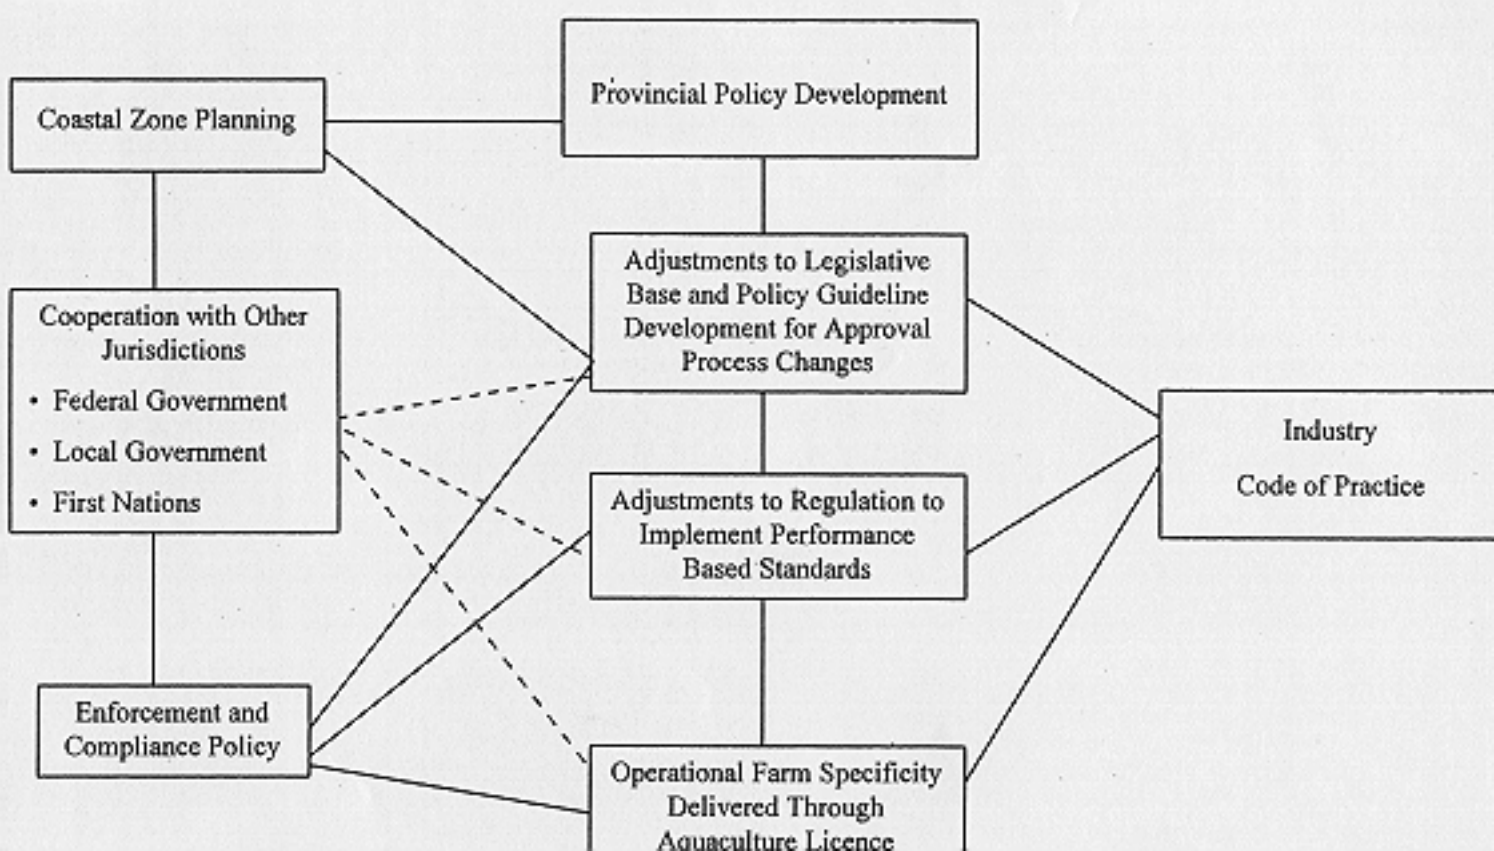 Provincial Policy Development
Coastal Zone Planning
Adjustments to Legislative
Base and Policy Guideline
Development for Approval
Process Changes
Cooperation with Other
Jurisdictions
• Federal Government
• Local Government
• First Nations
Industry
Code of Practice
Adjustments to Regulation to
Implement Performance
Based Standards
Enforcement and
Compliance Policy
Operational Farm Specificity
Delivered Through
Aquaculture Licence